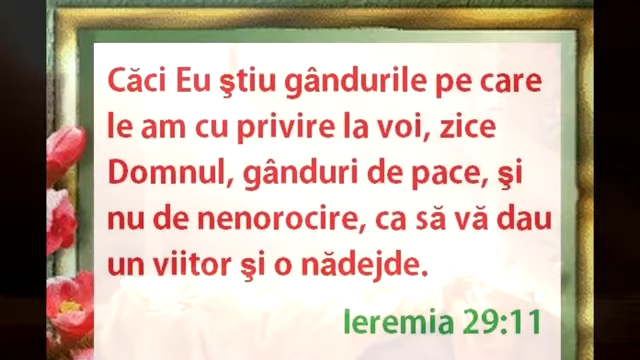 Căci Eu ştiu gândurile pe care
le am cu privire la voi, zice
Domnul, gânduri de pace, şi
nu de nenorocire, ca să vă dau
un viitor şi o nădejde.
Ieremia 29:11